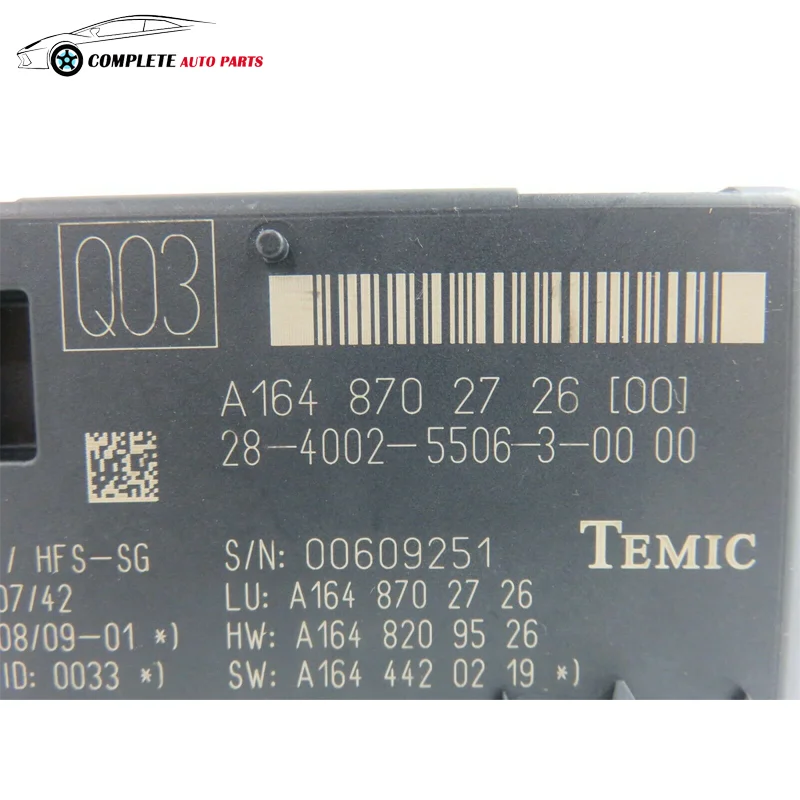 COMPLETE AUTO PARTS
Q03
A164 870 27 26 [00]
28-4002-5506-3-00 00
TEMIC
/ HFS-SG
07/42
08/09-01 *)
ID: 0033 *)
S/N: 00609251
LU: A164 870 27 26
HW: A164 820 95 26
SW: A164 442 02 19 *)